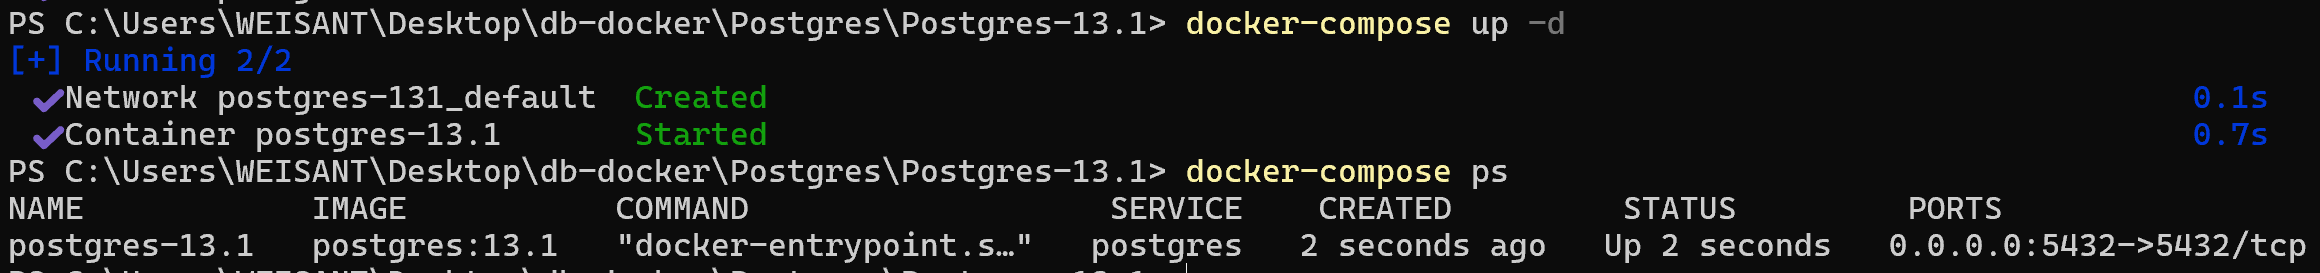 PS C:\Users\WEISANT\Desktop\db-docker\Postgres\Postgres-13.1> docker-compose up -d
[+] Running 2/2
✔Network postgres-131_default  Created 0.1s
✔Container postgres-13.1       Started 0.7s
PS C:\Users\WEISANT\Desktop\db-docker\Postgres\Postgres-13.1> docker-compose ps
NAME            IMAGE           COMMAND                   SERVICE    CREATED         STATUS         PORTS
postgres-13.1   postgres:13.1   "docker-entrypoint.s…"   postgres   2 seconds ago   Up 2 seconds   0.0.0.0:5432->5432/tcp